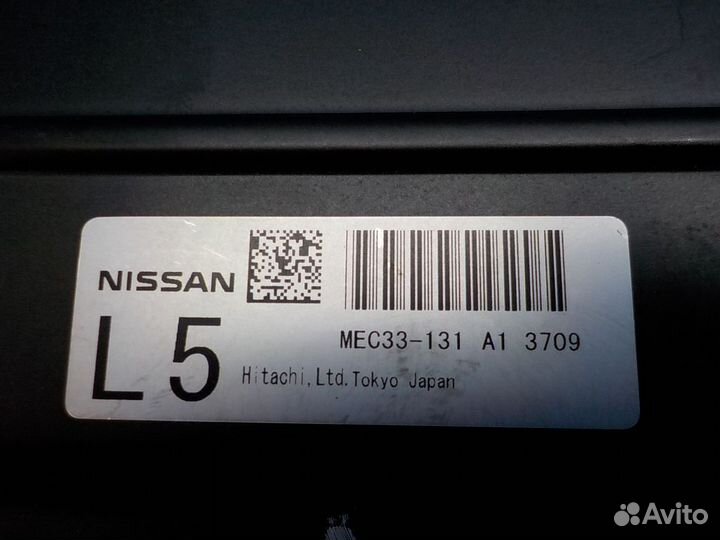 NISSAN
L5
MEC33-131 A1 3709
Hitachi,Ltd.Tokyo Japan
Avito